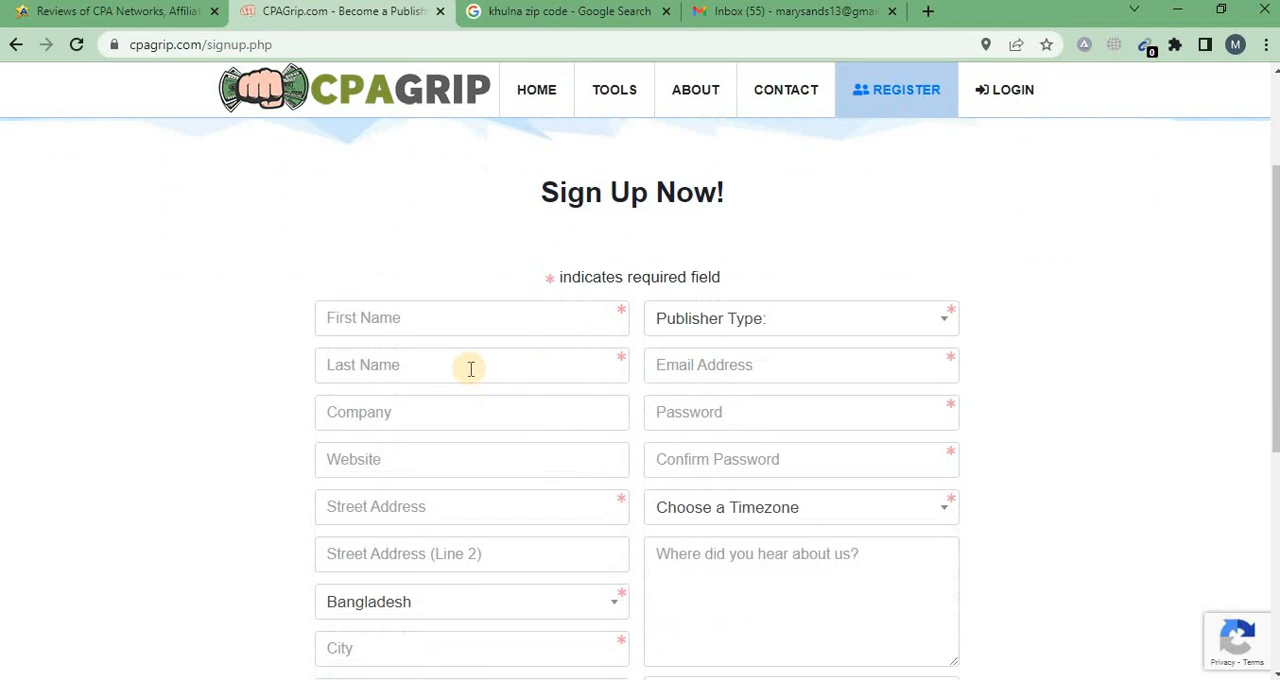 Reviews of CPA Networks, Affilia
CPAGrip.com - Become a Publish
khulna zip code - Google Search
Inbox (55) - marysands13@gmai
cpagrip.com/signup.php
0
M
CPAGRIP
HOME
TOOLS
ABOUT
CONTACT
REGISTER
LOGIN
Sign Up Now!
* indicates required field
First Name *
Publisher Type: *
Last Name *
Email Address *
Company
Password *
Website
Confirm Password *
Street Address *
Choose a Timezone *
Street Address (Line 2)
Where did you hear about us?
Bangladesh *
City *
Privacy - Terms